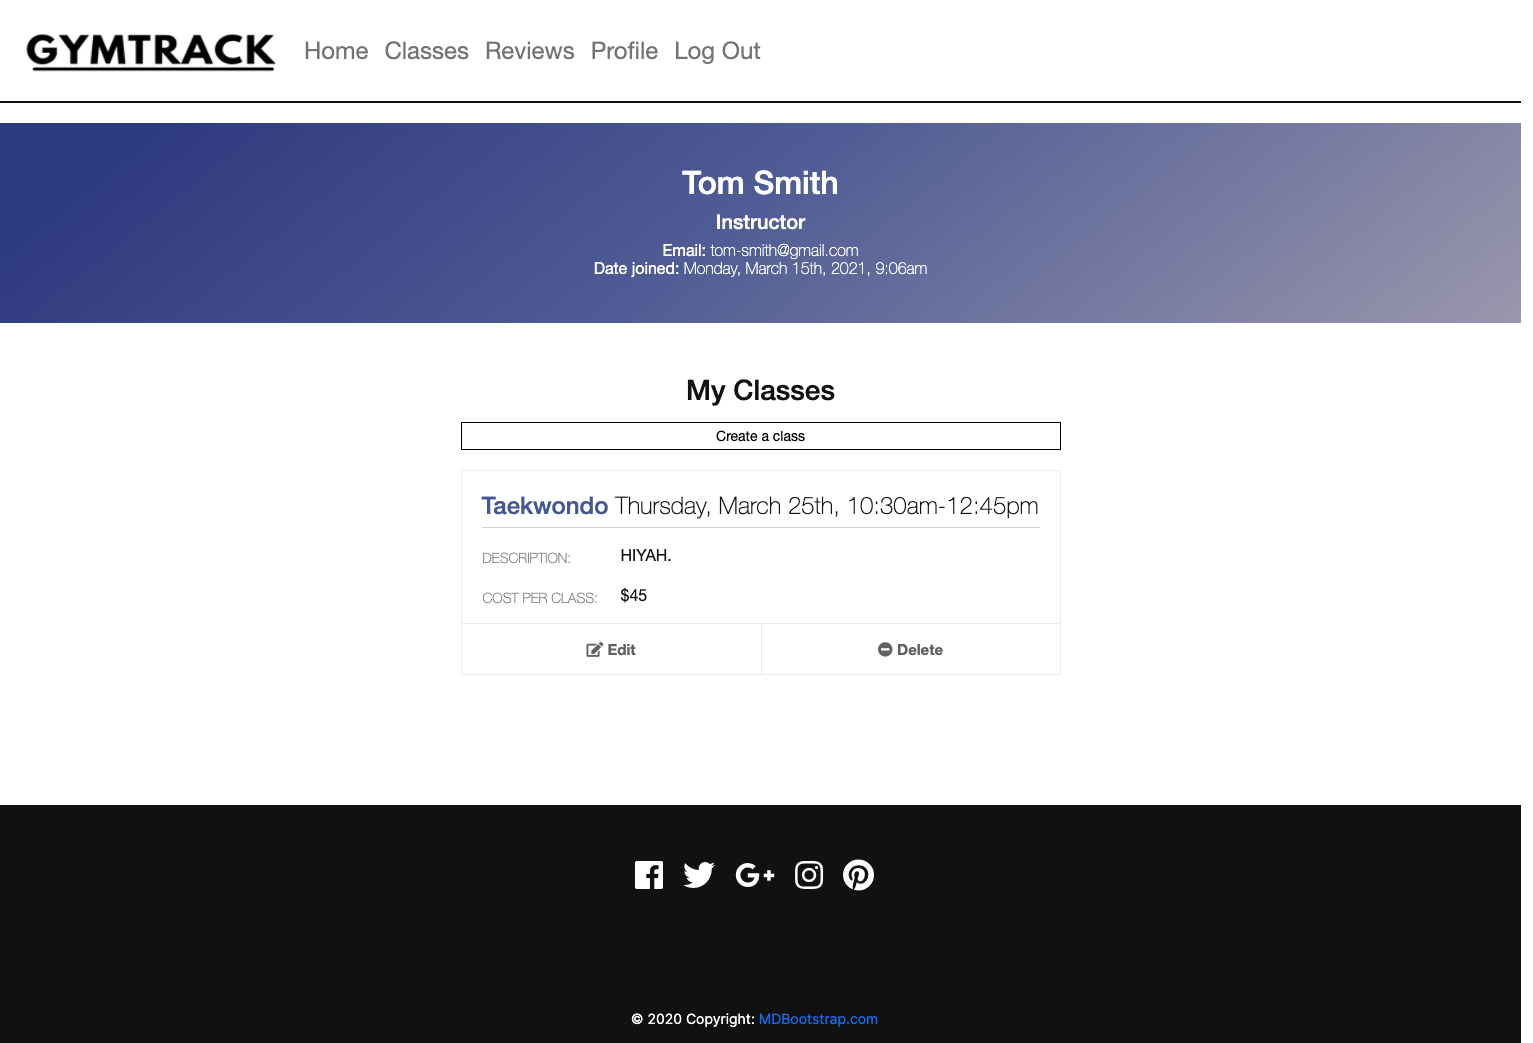 GYMTRACK Home Classes Reviews Profile Log Out
Tom Smith
Instructor
Email: tom-smith@gmail.com
Date joined: Monday, March 15th, 2021, 9:06am
My Classes
Create a class
Taekwondo Thursday, March 25th, 10:30am-12:45pm
DESCRIPTION: HIYAH.
COST PER CLASS: $45
Edit Delete
© 2020 Copyright: MDBootstrap.com